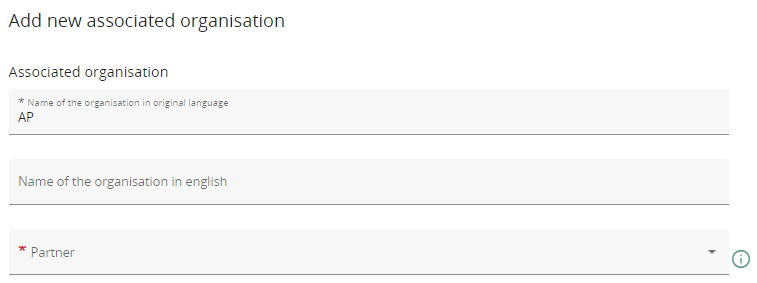 Add new associated organisation
Associated organisation
* Name of the organisation in original language
AP
Name of the organisation in english
* Partner